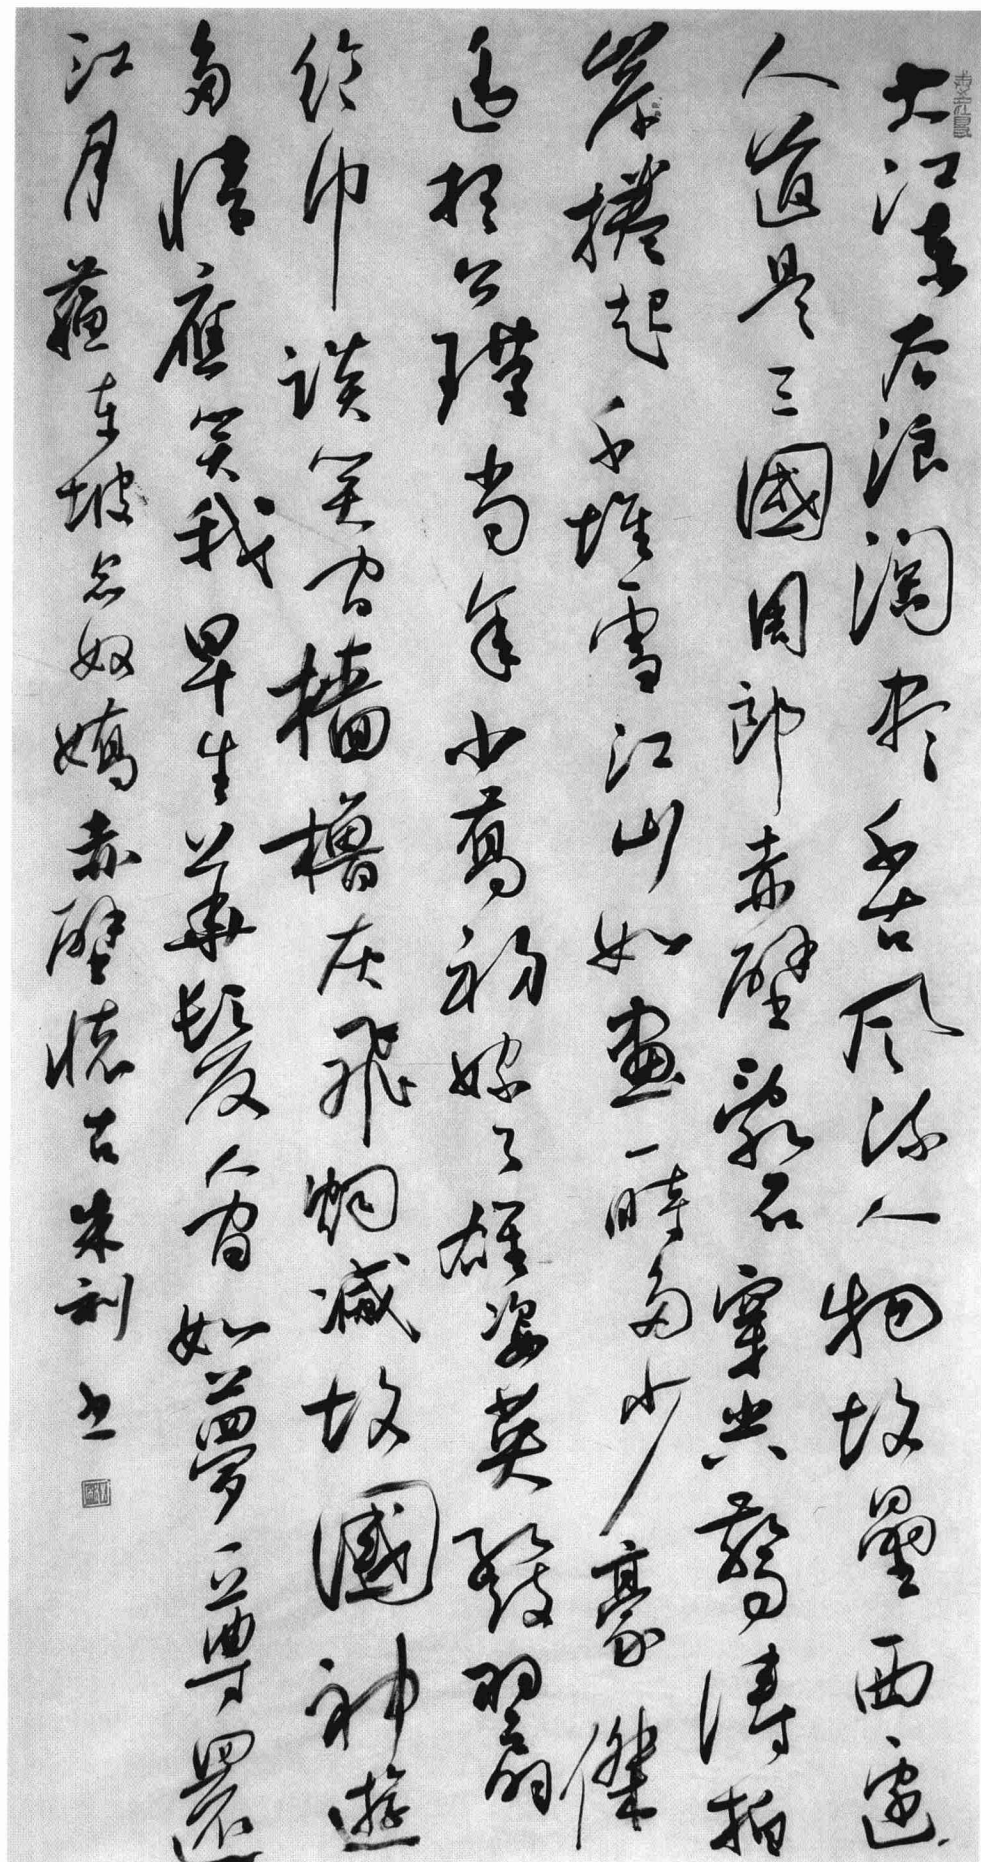 大江東去浪淘盡千古風流人物故壘西邊
人道是三國周郎赤壁亂石穿空驚濤拍
岸捲起千堆雪江山如畫一時多少豪傑
遙想公瑾當年小喬初嫁了雄姿英發羽扇
綸巾談笑間檣櫓灰飛煙滅故國神遊
多情應笑我早生華髮人間如夢一尊還
江月蘇東坡念奴嬌赤壁懷古朱利書